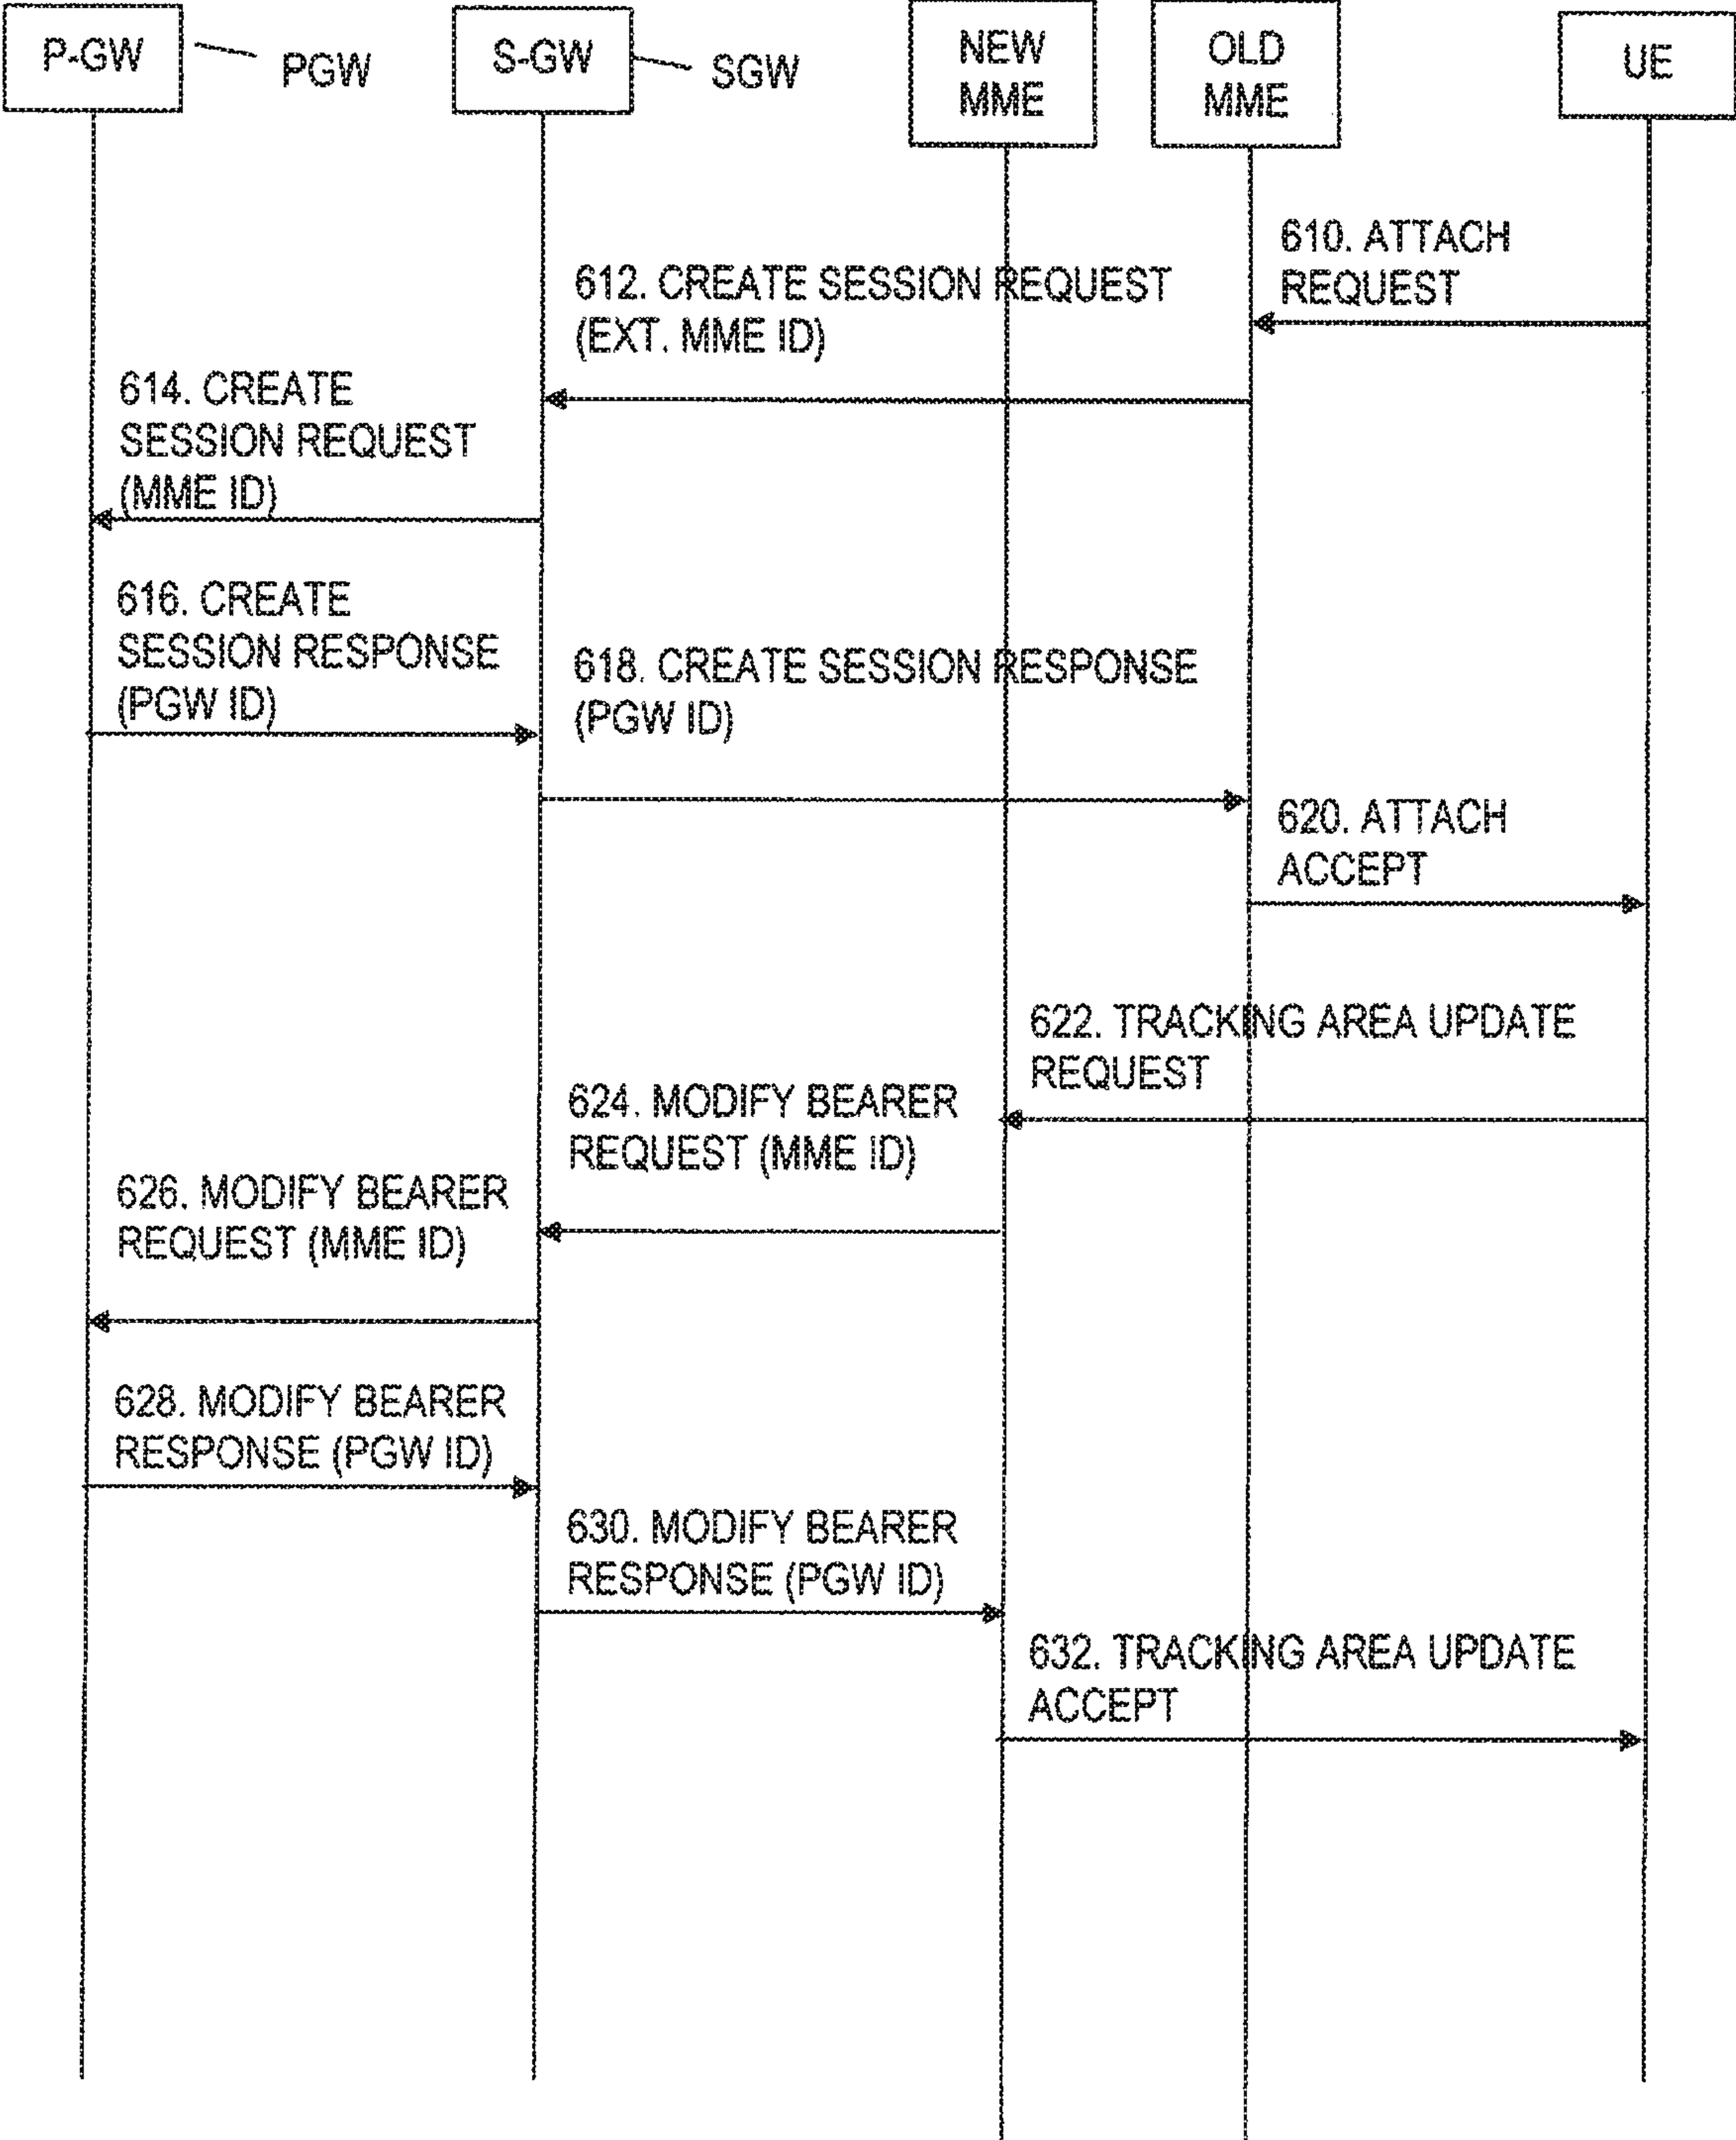 P-GW
PGW
S-GW
SGW
NEW
MME
OLD
MME
UE
610. ATTACH
REQUEST
612. CREATE SESSION REQUEST
(EXT. MME ID)
614. CREATE
SESSION REQUEST
(MME ID)
616. CREATE
SESSION RESPONSE
(PGW ID)
618. CREATE SESSION RESPONSE
(PGW ID)
620. ATTACH
ACCEPT
622. TRACKING AREA UPDATE
REQUEST
624. MODIFY BEARER
REQUEST (MME ID)
626. MODIFY BEARER
REQUEST (MME ID)
628. MODIFY BEARER
RESPONSE (PGW ID)
630. MODIFY BEARER
RESPONSE (PGW ID)
632. TRACKING AREA UPDATE
ACCEPT